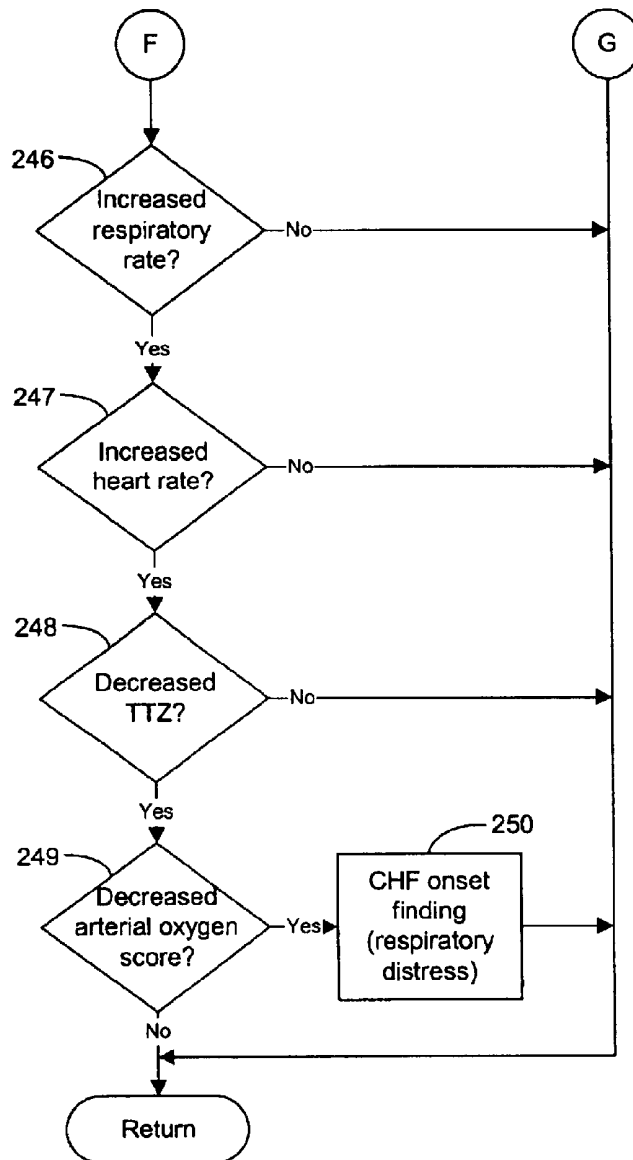 F
G
246
Increased
respiratory
rate?
No
Yes
247
Increased
heart rate?
No
Yes
248
Decreased
TTZ?
No
Yes
249
Decreased
arterial oxygen
score?
Yes
250
CHF onset
finding
(respiratory
distress)
No
Return